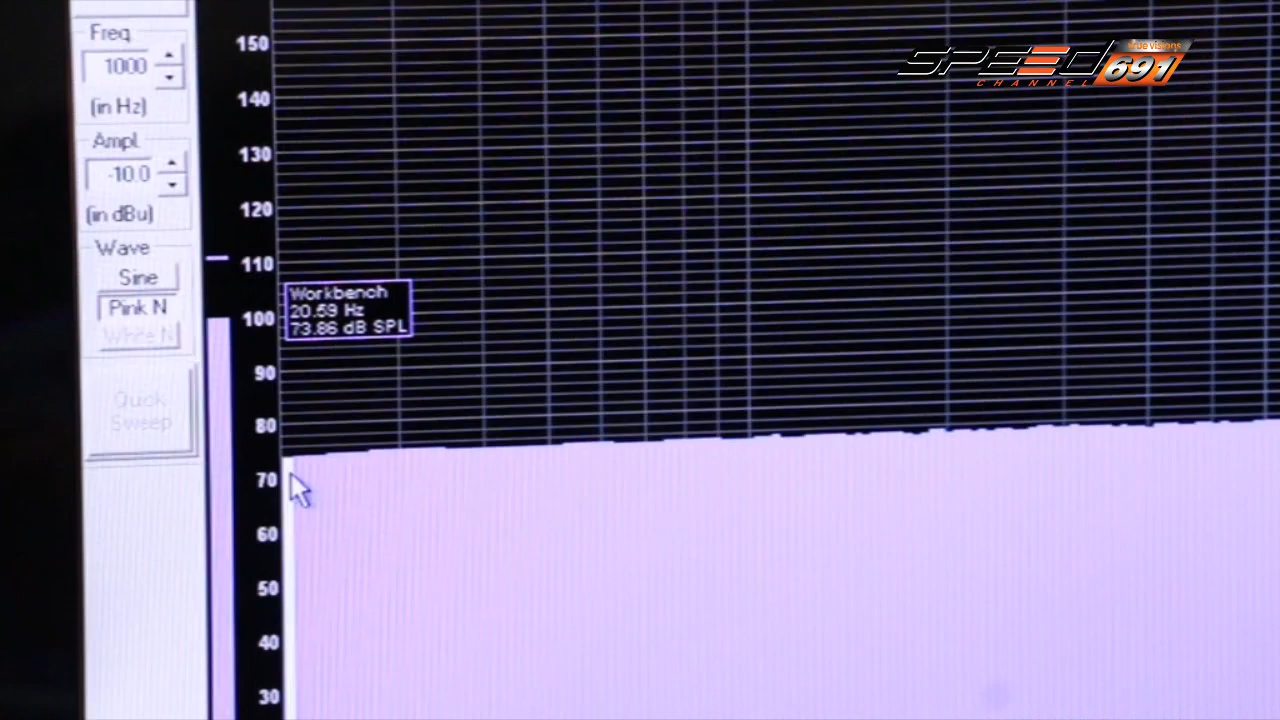 Freq
1000
(in Hz)
Ampl.
-10.0
(in dBu)
Wave
Sine
Pink N
White N
Quick
Sweep
150
140
130
120
110
100
90
80
70
60
50
40
30
Workbench
20.59 Hz
73.86 dB SPL
true visions
SPEED
691
CHANNEL